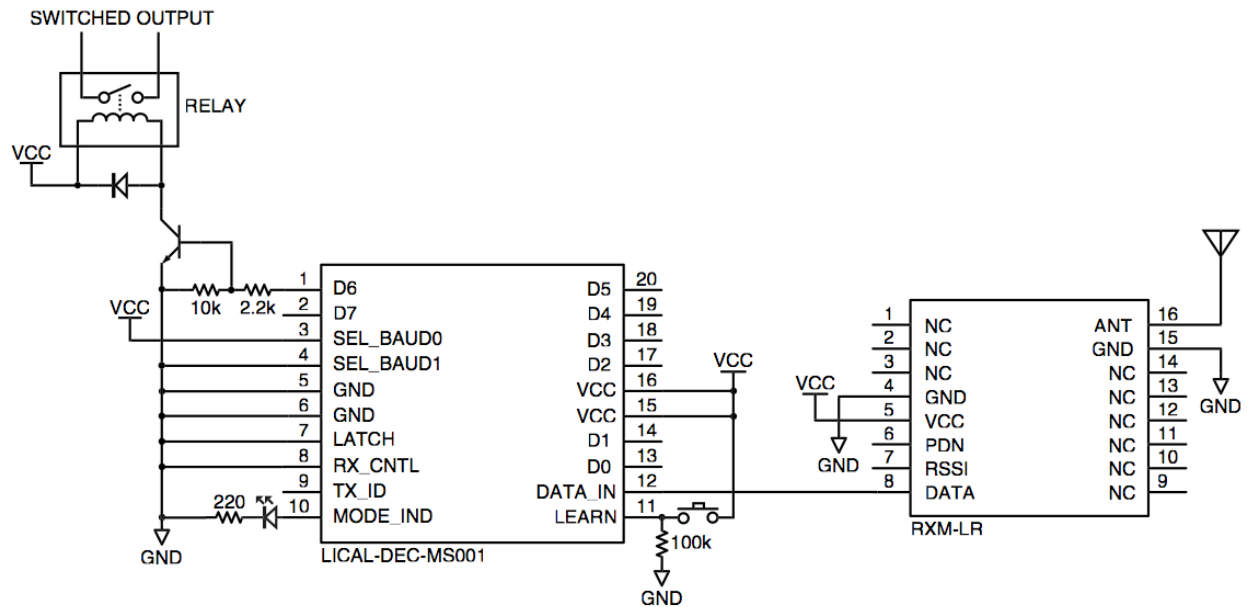 SWITCHED OUTPUT
RELAY
VCC
10k
2.2k
VCC
1 D6
2 D7
3 SEL_BAUD0
4 SEL_BAUD1
5 GND
6 GND
7 LATCH
8 RX_CNTL
9 TX_ID
10 MODE_IND
220
GND
D5 20
D4 19
D3 18
D2 17
VCC 16
VCC 15
D1 14
D0 13
DATA_IN 12
LEARN 11
LICAL-DEC-MS001
VCC
100k
GND
VCC
GND
1 NC
2 NC
3 NC
4 GND
5 VCC
6 PDN
7 RSSI
8 DATA
ANT 16
GND 15
NC 14
NC 13
NC 12
NC 11
NC 10
NC 9
RXM-LR
GND